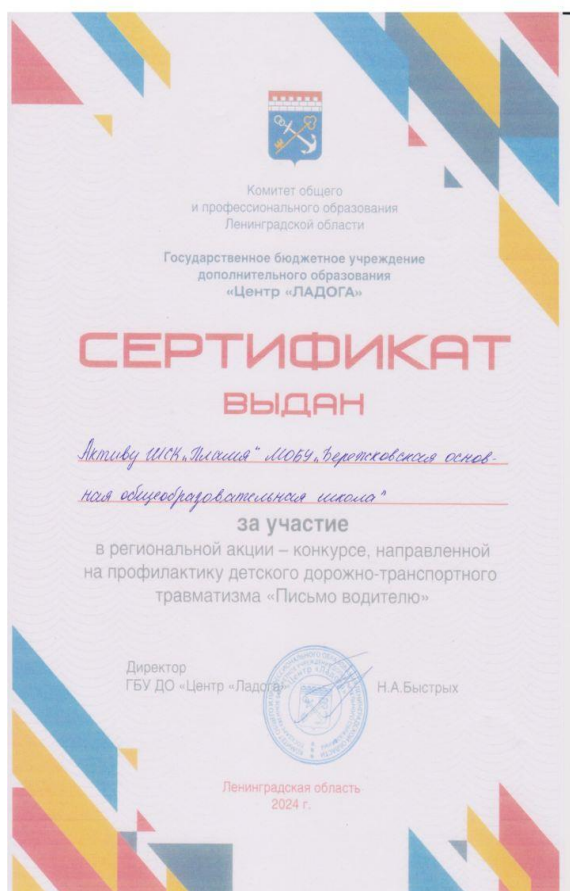 Комитет общего
и профессионального образования
Ленинградской области
Государственное бюджетное учреждение
дополнительного образования
«Центр «ЛАДОГА»
СЕРТИФИКАТ
ВЫДАН
Активу ШСК „Пламя" МОБУ „Бережковская основ-
ная общеобразовательная школа"
за участие
в региональной акции – конкурсе, направленной
на профилактику детского дорожно-транспортного
травматизма «Письмо водителю»
Директор
ГБУ ДО «Центр «Ладога»
Н.А.Быстрых
Ленинградская область
2024 г.